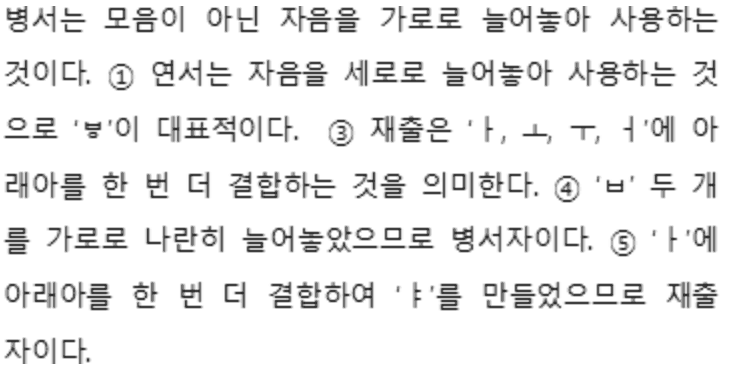 병서는 모음이 아닌 자음을 가로로 늘어놓아 사용하는
것이다. ① 연서는 자음을 세로로 늘어놓아 사용하는 것
으로 ‘ㅸ’이 대표적이다. ③ 재출은 ‘ㅏ, ㅗ, ㅜ, ㅓ’에 아
래아를 한 번 더 결합하는 것을 의미한다. ④ ‘ㅂ’ 두 개
를 가로로 나란히 늘어놓았으므로 병서자이다. ⑤ ‘ㅏ’에
아래아를 한 번 더 결합하여 ‘ㅑ’를 만들었으므로 재출
자이다.